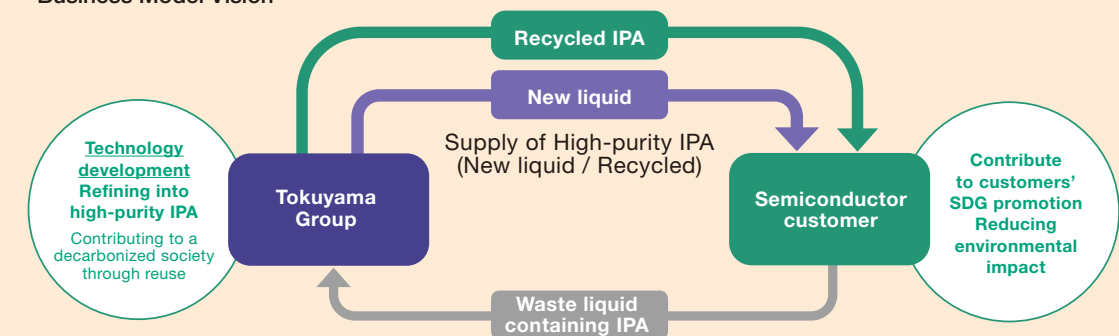 Business Model Vision
Recycled IPA
New liquid
Supply of High-purity IPA
(New liquid / Recycled)
Technology
development
Refining into
high-purity IPA
Contributing to a
decarbonized society
through reuse
Tokuyama
Group
Semiconductor
customer
Contribute
to customers’
SDG promotion
Reducing
environmental
impact
Waste liquid
containing IPA